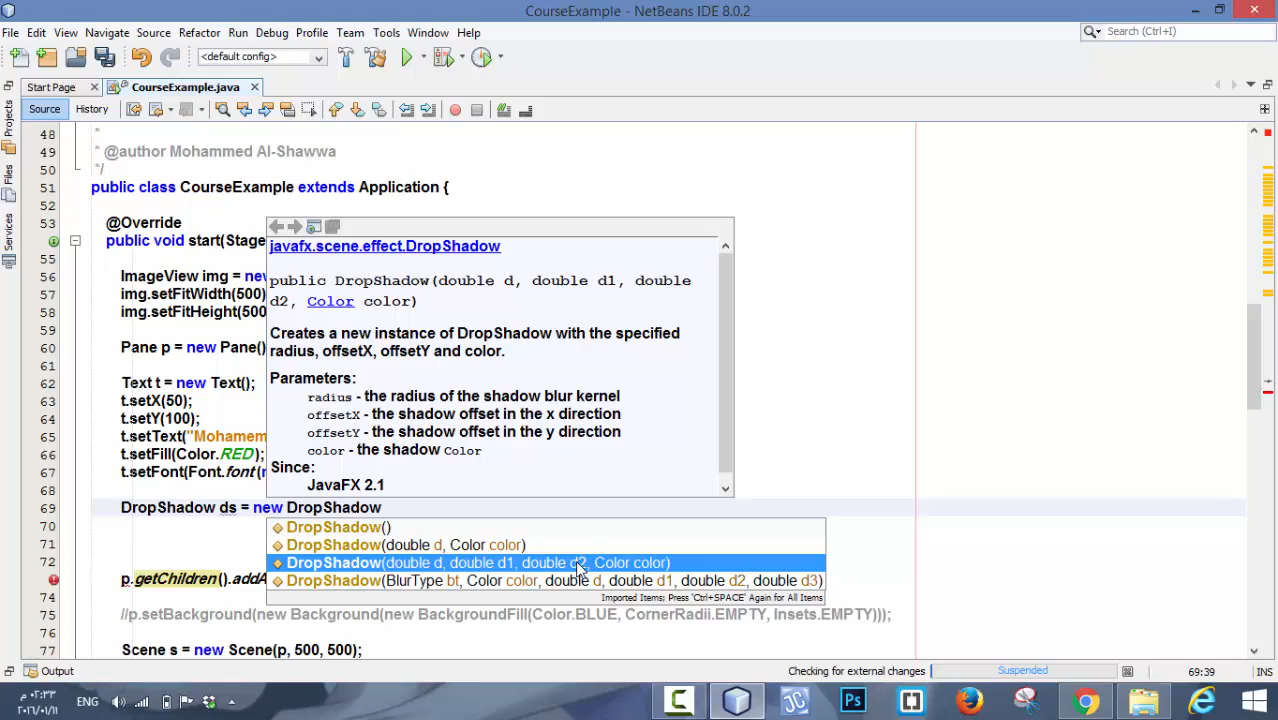 CourseExample - NetBeans IDE 8.0.2
File Edit View Navigate Source Refactor Run Debug Profile Team Tools Window Help
Search (Ctrl+I)
<default config>
Start Page
CourseExample.java
Source History
Projects
Files
Services
48 *
49 * @author Mohammed Al-Shawwa
50 */
51 public class CourseExample extends Application {
52
53 @Override
public void start(Stage
55
56 ImageView img = new
57 img.setFitWidth(500)
58 img.setFitHeight(500
59
60 Pane p = new Pane()
61
62 Text t = new Text();
63 t.setX(50);
64 t.setY(100);
65 t.setText("Mohamem
66 t.setFill(Color.RED);
67 t.setFont(Font.font(
68
69 DropShadow ds = new DropShadow
70
71
72
p.getChildren().addA
74
75 //p.setBackground(new Background(new BackgroundFill(Color.BLUE, CornerRadii.EMPTY, Insets.EMPTY)));
76
77 Scene s = new Scene(p, 500, 500);
javafx.scene.effect.DropShadow
public DropShadow(double d, double d1, double
d2, Color color)
Creates a new instance of DropShadow with the specified
radius, offsetX, offsetY and color.
Parameters:
radius - the radius of the shadow blur kernel
offsetX - the shadow offset in the x direction
offsetY - the shadow offset in the y direction
color - the shadow Color
Since:
JavaFX 2.1
DropShadow()
DropShadow(double d, Color color)
DropShadow(double d, double d1, double d2, Color color)
DropShadow(BlurType bt, Color color, double d, double d1, double d2, double d3)
Imported Items; Press 'Ctrl+SPACE' Again for All Items
Output
Checking for external changes
Suspended
69:39
INS
٠٢:٣٣ م
٢٠١٦/٠١/١١
ENG
JC
Ps